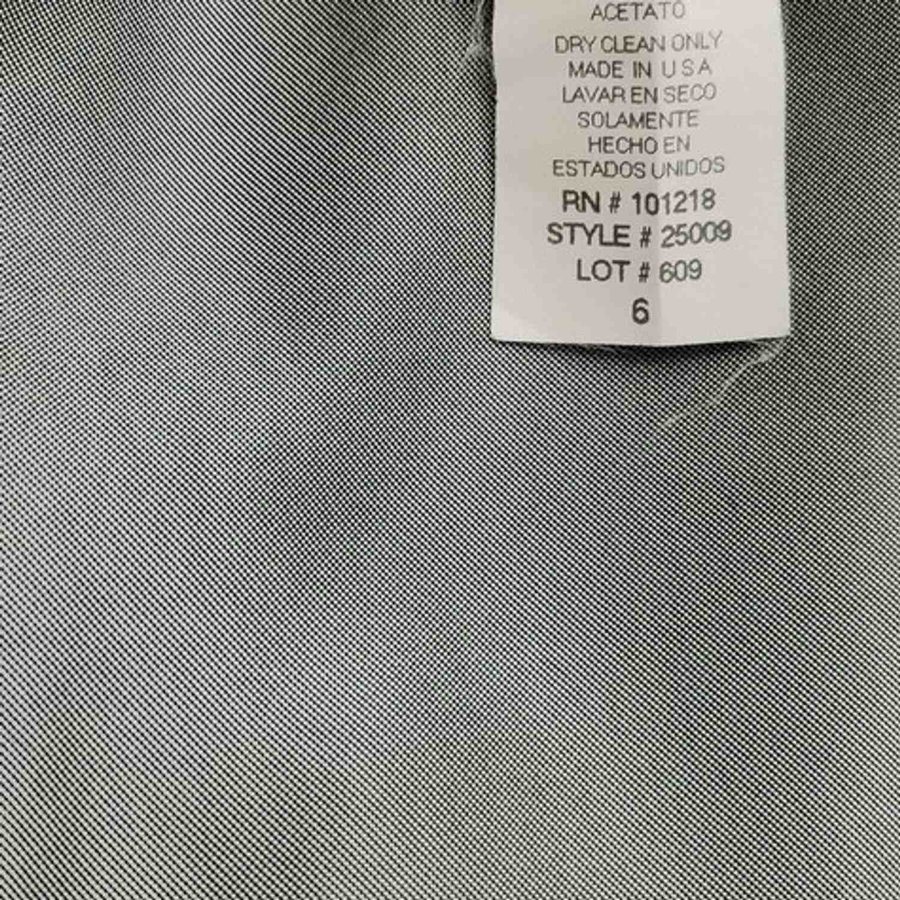 ACETATO
DRY CLEAN ONLY
MADE IN U S A
LAVAR EN SECO
SOLAMENTE
HECHO EN
ESTADOS UNIDOS
RN # 101218
STYLE # 25009
LOT # 609
6